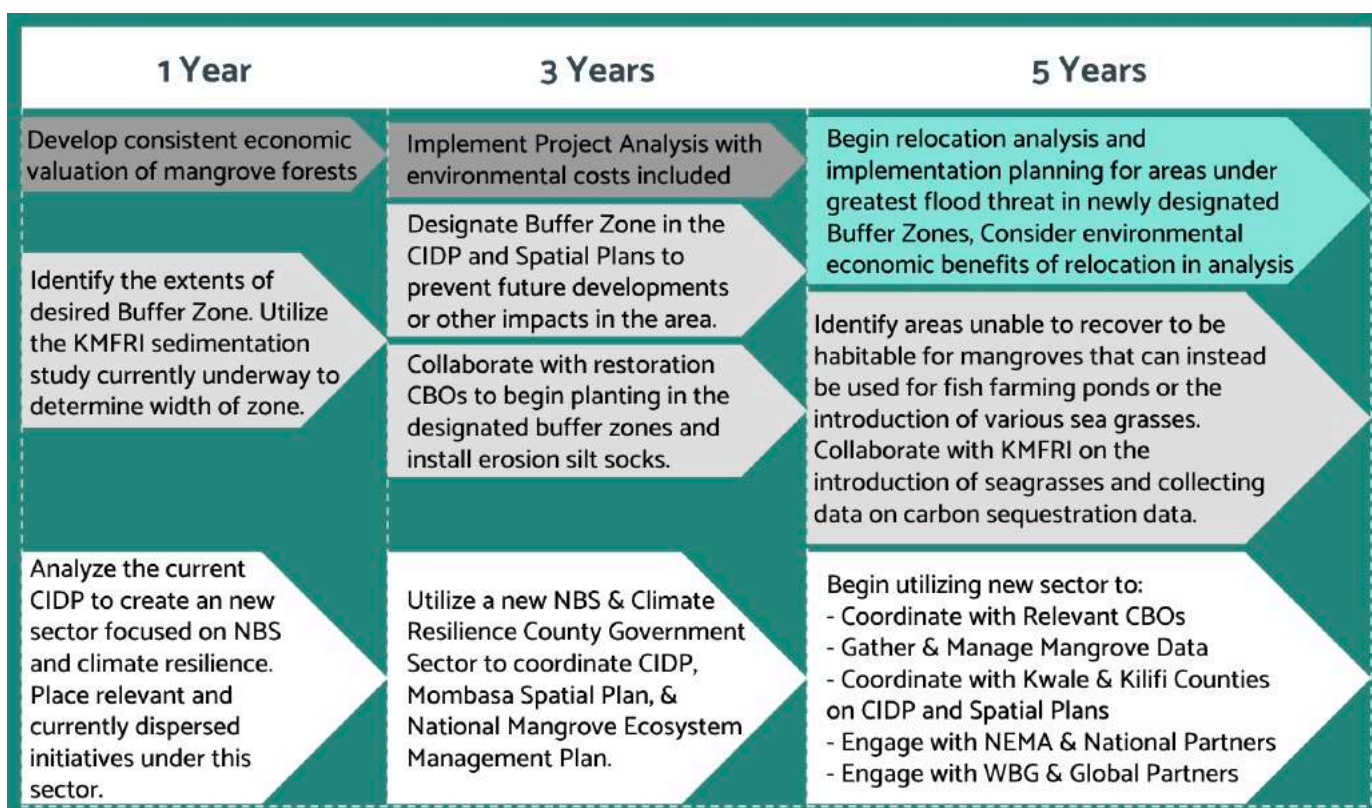 1 Year
3 Years
5 Years
Develop consistent economic
valuation of mangrove forests
Implement Project Analysis with
environmental costs included
Begin relocation analysis and
implementation planning for areas under
greatest flood threat in newly designated
Buffer Zones, Consider environmental
economic benefits of relocation in analysis
Identify the extents of
desired Buffer Zone. Utilize
the KMFRI sedimentation
study currently underway to
determine width of zone.
Designate Buffer Zone in the
CIDP and Spatial Plans to
prevent future developments
or other impacts in the area.
Collaborate with restoration
CBOs to begin planting in the
designated buffer zones and
install erosion silt socks.
Identify areas unable to recover to be
habitable for mangroves that can instead
be used for fish farming ponds or the
introduction of various sea grasses.
Collaborate with KMFRI on the
introduction of seagrasses and collecting
data on carbon sequestration data.
Analyze the current
CIDP to create an new
sector focused on NBS
and climate resilience.
Place relevant and
currently dispersed
initiatives under this
sector.
Utilize a new NBS & Climate
Resilience County Government
Sector to coordinate CIDP,
Mombasa Spatial Plan, &
National Mangrove Ecosystem
Management Plan.
Begin utilizing new sector to:
- Coordinate with Relevant CBOs
- Gather & Manage Mangrove Data
- Coordinate with Kwale & Kilifi Counties
on CIDP and Spatial Plans
- Engage with NEMA & National Partners
- Engage with WBG & Global Partners